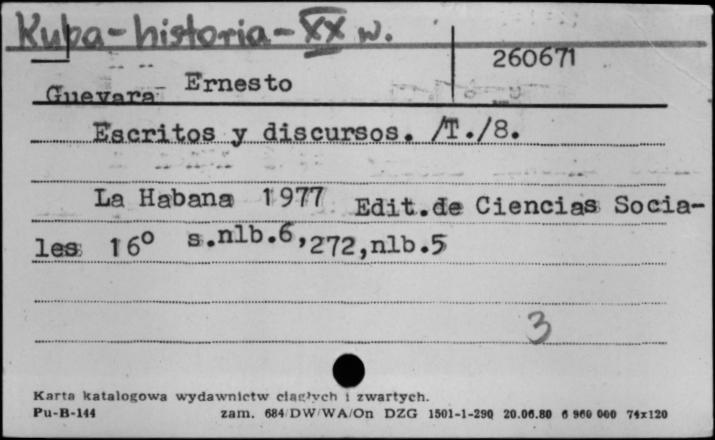 Kuba - historia - XX w.
260671
Guevara Ernesto
Escritos y discursos. /T./8.
La Habana 1977 Edit.de Ciencias Socia-
les 16° s.nlb.6,272,nlb.5
3
Karta katalogowa wydawnictw ciągłych i zwartych.
Pu-B-144 zam. 684/DW/WA/On DZG 1501-1-290 20.06.80 6 960 000 74x120